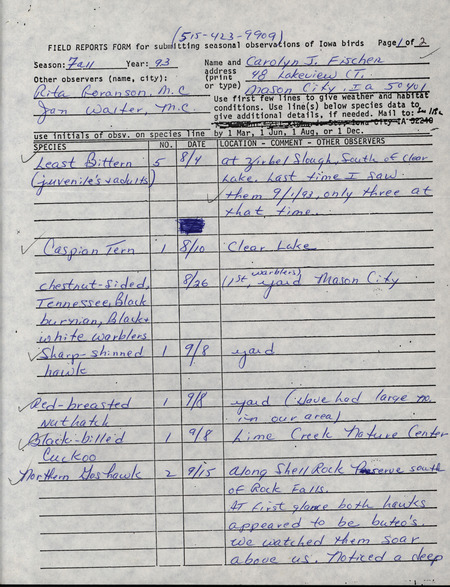 (515-423-9909)
FIELD REPORTS FORM for submitting seasonal observations of Iowa birds Page 1 of 2
Season: Fall Year: 93 Name and address (print or type) Carolyn J. Fischer
48 Lakeview CT.
Mason City, Ia 50401
Other observers (name, city):
Rita Goranson, M.C.
Jan Walter M.C.
Use first few lines to give weather and habitat
conditions. Use line(s) below species data to
give additional details, if needed. Mail to:
Iowa City IA 52240
by 1 Mar, 1 Jun, 1 Aug, or 1 Dec.
use initials of obsv. on species line
SPECIES NO. DATE LOCATION - COMMENT - OTHER OBSERVERS
Least Bittern 5 8/4 at Zirbel Slough, South of Clear
(juvenile's & adults) Lake. Last time I saw
them 9/1/93, only three at
that time.
Caspian Tern 1 8/10 Clear Lake
chestnut-sided, 8/26 (1st warblers) yard Mason City
Tennessee, Black
burnian, Black &
white warblers
Sharp-shinned 1 9/8 yard
hawk
Red-breasted 1 9/8 yard (have had large no.
nuthatch in our area)
Black-billed 1 9/8 Lime Creek Nature Center
Cuckoo
Northern Goshawk 2 9/15 along Shell Rock Preserve south
of Rock Falls.
At first glance both hawks
appeared to be buteo's.
We watched them soar
above us. Noticed a deep